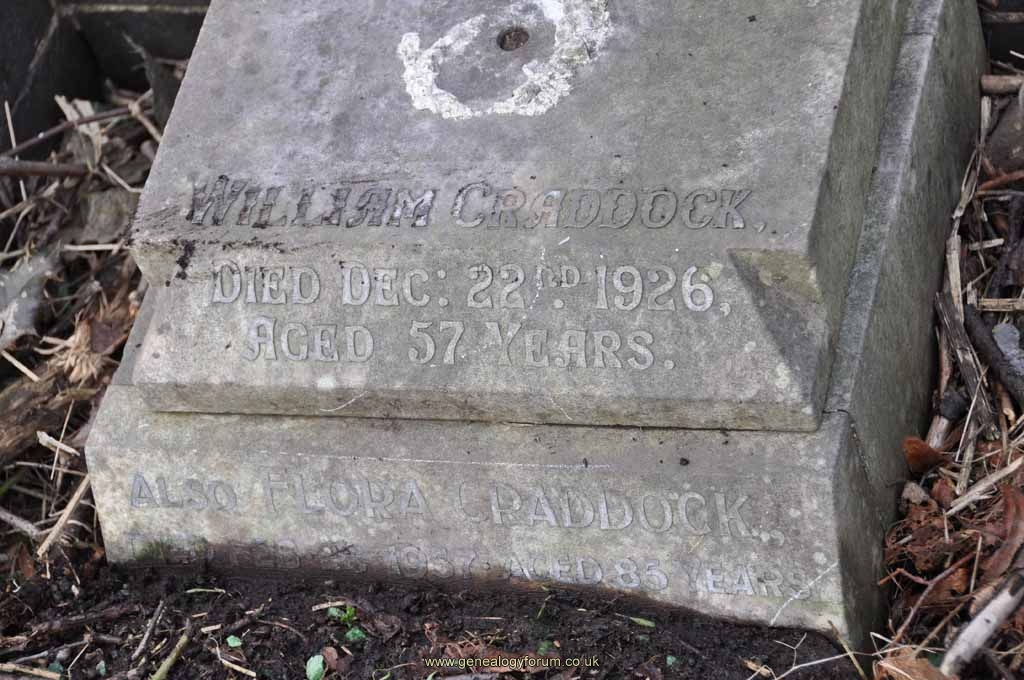 WILLIAM CRADDOCK,
DIED DEC: 22ND 1926,
AGED 57 YEARS.
ALSO FLORA CRADDOCK.,
1957. AGED 85 YEARS.
www.genealogyforum.co.uk